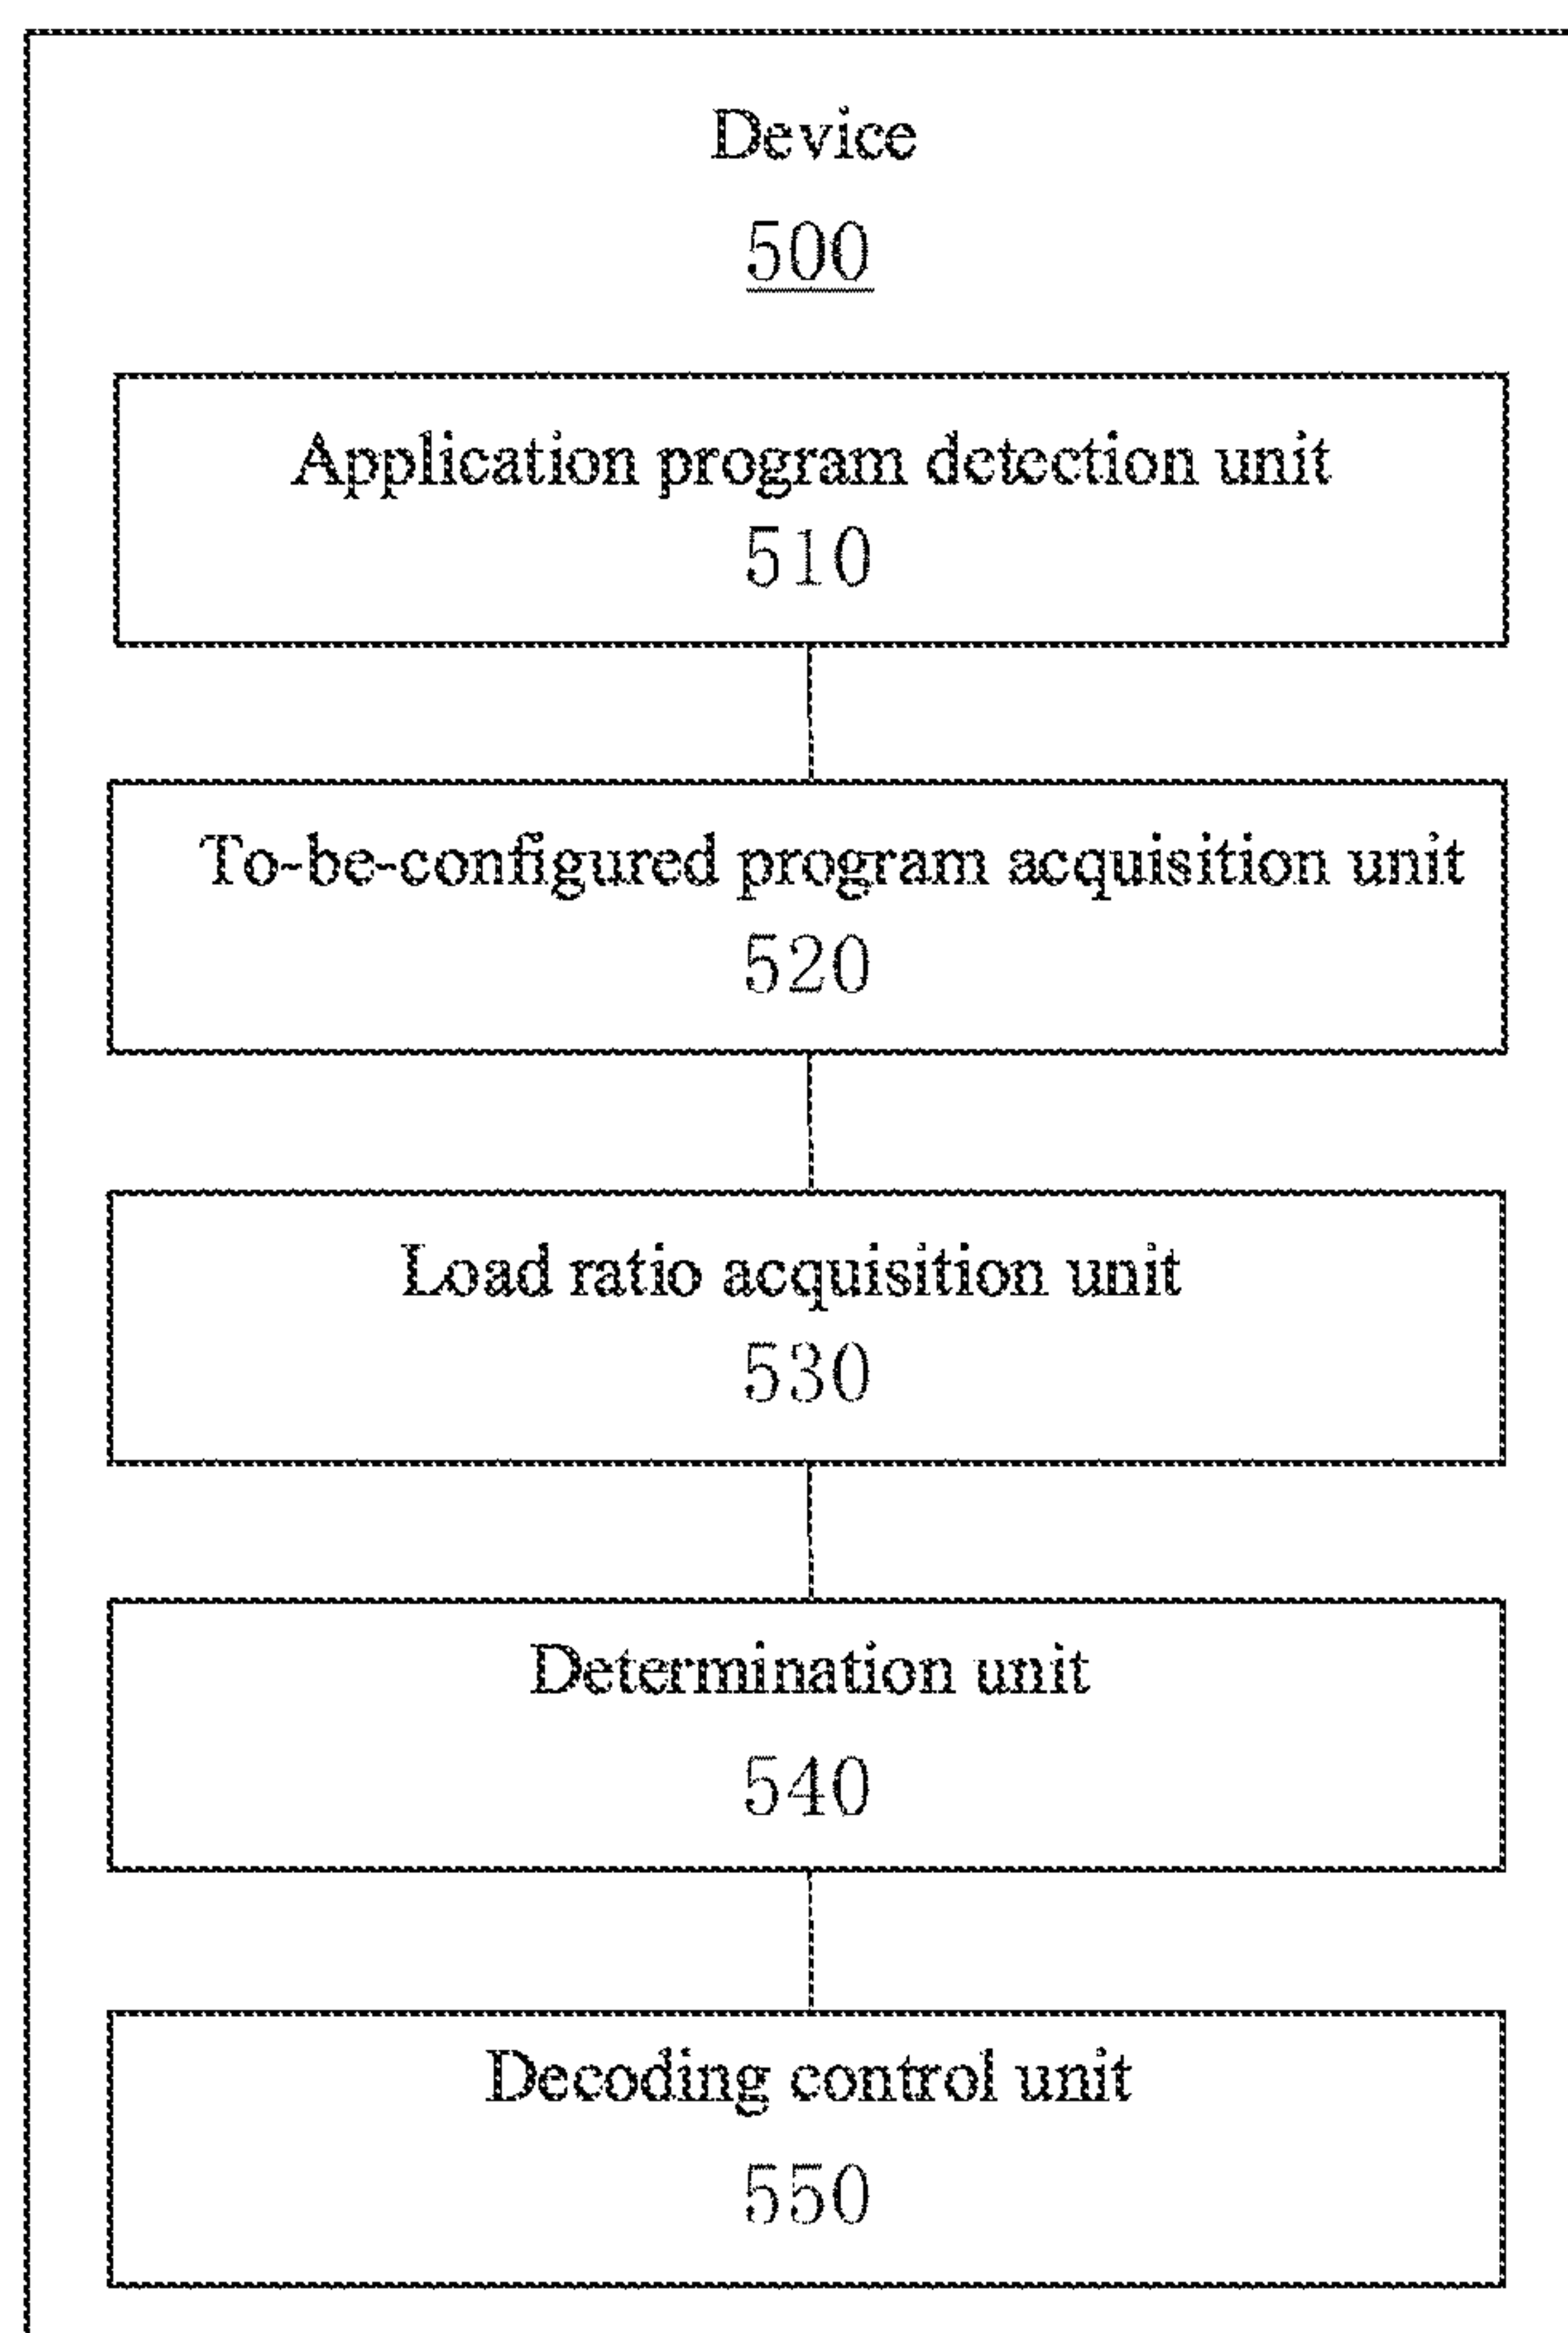 Device
500
Application program detection unit
510
To-be-configured program acquisition unit
520
Load ratio acquisition unit
530
Determination unit
540
Decoding control unit
550